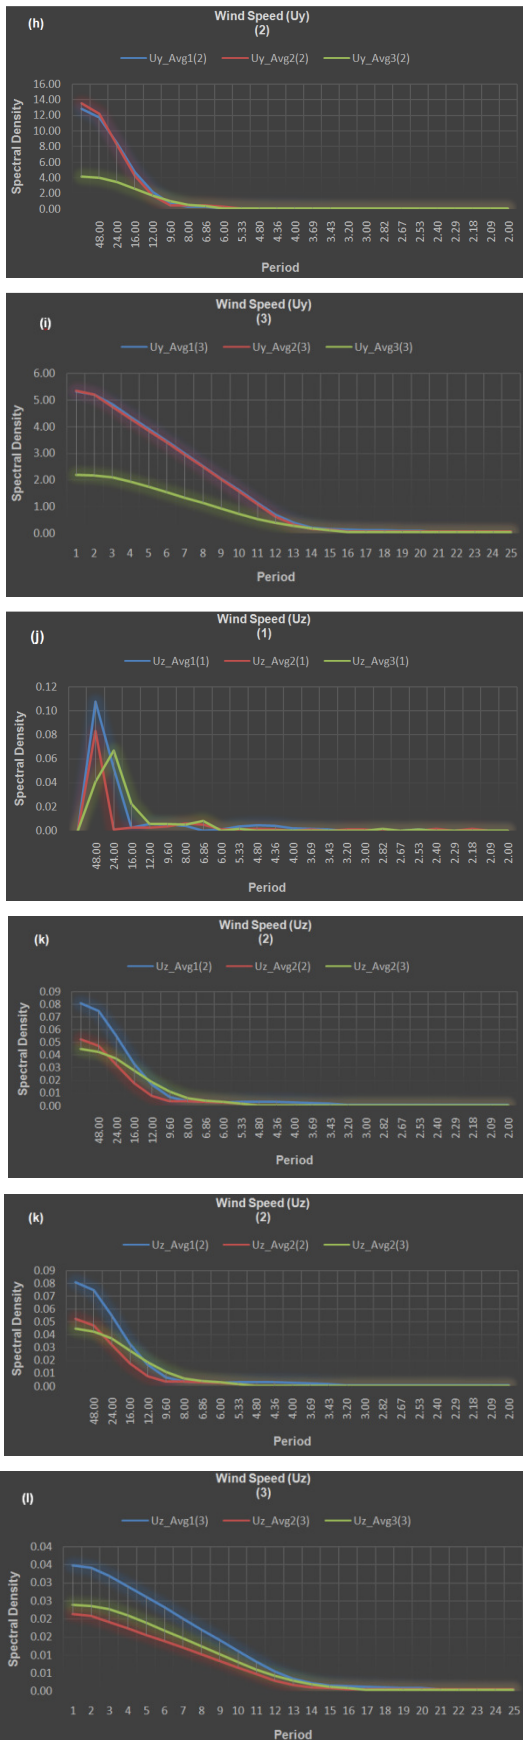 (h)
Wind Speed (Uy)
(2)
Uy_Avg1(2) Uy_Avg2(2) Uy_Avg3(2)
16.00
14.00
12.00
10.00
8.00
6.00
4.00
2.00
0.00
Spectral Density
48.00 24.00 16.00 12.00 9.60 8.00 6.86 6.00 5.33 4.80 4.36 4.00 3.69 3.43 3.20 3.00 2.82 2.67 2.53 2.40 2.29 2.18 2.09 2.00
Period
(i)
Wind Speed (Uy)
(3)
Uy_Avg1(3) Uy_Avg2(3) Uy_Avg3(3)
6.00
5.00
4.00
3.00
2.00
1.00
0.00
Spectral Density
1 2 3 4 5 6 7 8 9 10 11 12 13 14 15 16 17 18 19 20 21 22 23 24 25
Period
(j)
Wind Speed (Uz)
(1)
Uz_Avg1(1) Uz_Avg2(1) Uz_Avg3(1)
0.12
0.10
0.08
0.06
0.04
0.02
0.00
Spectral Density
48.00 24.00 16.00 12.00 9.60 8.00 6.86 6.00 5.33 4.80 4.36 4.00 3.69 3.43 3.20 3.00 2.82 2.67 2.53 2.40 2.29 2.18 2.09 2.00
Period
(k)
Wind Speed (Uz)
(2)
Uz_Avg1(2) Uz_Avg2(2) Uz_Avg2(3)
0.09
0.08
0.07
0.06
0.05
0.04
0.03
0.02
0.01
0.00
Spectral Density
48.00 24.00 16.00 12.00 9.60 8.00 6.86 6.00 5.33 4.80 4.36 4.00 3.69 3.43 3.20 3.00 2.82 2.67 2.53 2.40 2.29 2.18 2.09 2.00
Period
(k)
Wind Speed (Uz)
(2)
Uz_Avg1(2) Uz_Avg2(2) Uz_Avg2(3)
0.09
0.08
0.07
0.06
0.05
0.04
0.03
0.02
0.01
0.00
Spectral Density
48.00 24.00 16.00 12.00 9.60 8.00 6.86 6.00 5.33 4.80 4.36 4.00 3.69 3.43 3.20 3.00 2.82 2.67 2.53 2.40 2.29 2.18 2.09 2.00
Period
(l)
Wind Speed (Uz)
(3)
Uz_Avg1(3) Uz_Avg2(3) Uz_Avg3(3)
0.04
0.04
0.03
0.03
0.02
0.02
0.01
0.01
0.00
Spectral Density
1 2 3 4 5 6 7 8 9 10 11 12 13 14 15 16 17 18 19 20 21 22 23 24 25
Period